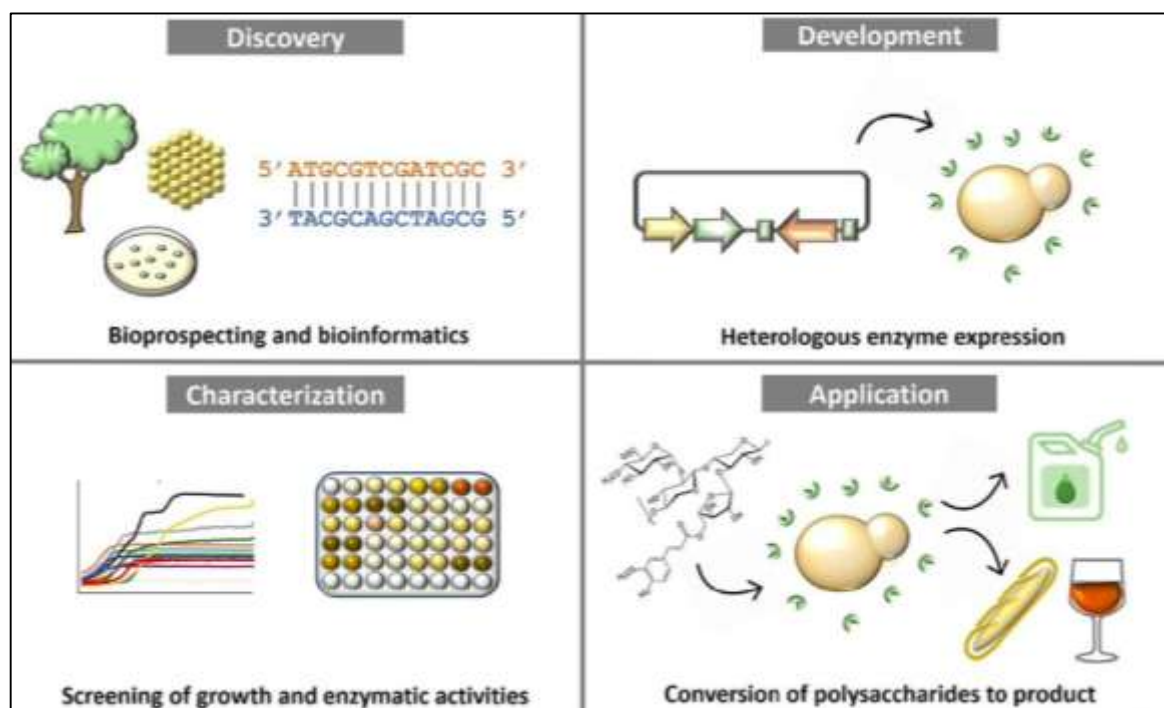 Discovery
5’ ATGCGTCGATCGC 3’
3’ TACGCAGCTAGCG 5’
Bioprospecting and bioinformatics
Development
Heterologous enzyme expression
Characterization
Screening of growth and enzymatic activities
Application
Conversion of polysaccharides to product